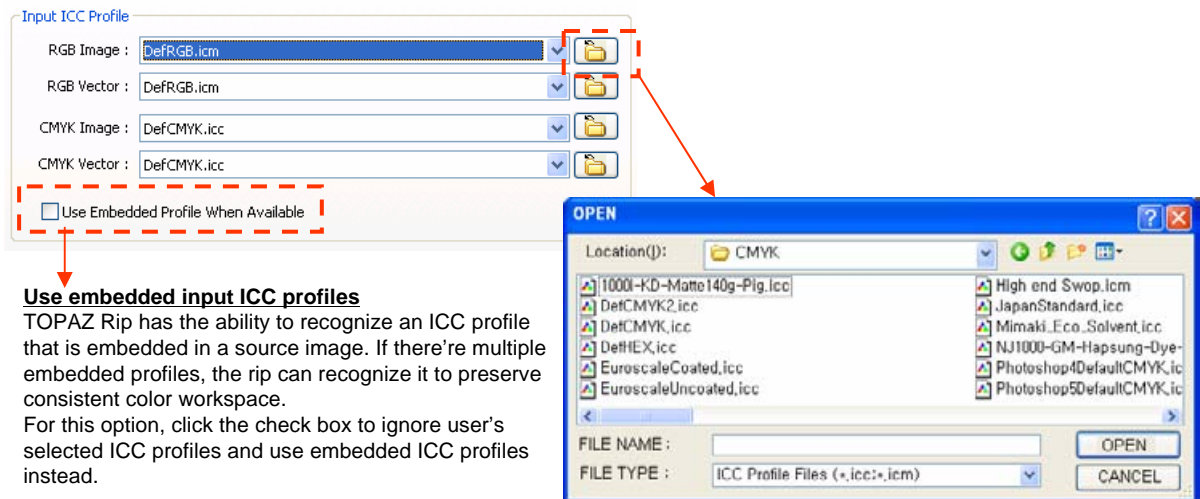 Input ICC Profile
RGB Image : DefRGB.icm
RGB Vector : DefRGB.icm
CMYK Image : DefCMYK.icc
CMYK Vector : DefCMYK.icc
Use Embedded Profile When Available
Use embedded input ICC profiles
TOPAZ Rip has the ability to recognize an ICC profile
that is embedded in a source image. If there’re multiple
embedded profiles, the rip can recognize it to preserve
consistent color workspace.
For this option, click the check box to ignore user’s
selected ICC profiles and use embedded ICC profiles
instead.
OPEN
Location(J): CMYK
1000I-KD-Matte140g-Pig.icc
DefCMYK2.icc
DefCMYK.icc
DefHEX.icc
EuroscaleCoated.icc
EuroscaleUncoated.icc
High end Swop.icm
JapanStandard.icc
Mimaki_Eco_Solvent.icc
NJ1000-GM-Hapsung-Dye-
Photoshop4DefaultCMYK.ic
Photoshop5DefaultCMYK.ic
FILE NAME :
OPEN
FILE TYPE : ICC Profile Files (*.icc;*.icm)
CANCEL